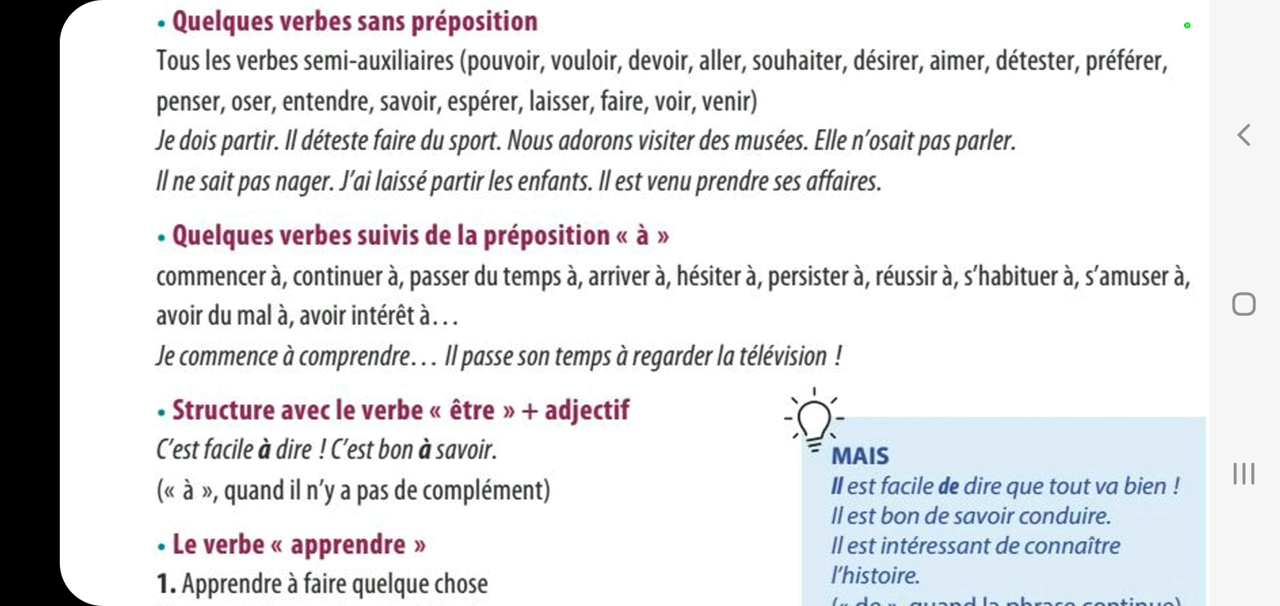 • Quelques verbes sans préposition
Tous les verbes semi-auxiliaires (pouvoir, vouloir, devoir, aller, souhaiter, désirer, aimer, détester, préférer,
penser, oser, entendre, savoir, espérer, laisser, faire, voir, venir)
Je dois partir. Il déteste faire du sport. Nous adorons visiter des musées. Elle n'osait pas parler.
Il ne sait pas nager. J'ai laissé partir les enfants. Il est venu prendre ses affaires.
• Quelques verbes suivis de la préposition « à »
commencer à, continuer à, passer du temps à, arriver à, hésiter à, persister à, réussir à, s'habituer à, s'amuser à,
avoir du mal à, avoir intérêt à…
Je commence à comprendre… Il passe son temps à regarder la télévision !
• Structure avec le verbe « être » + adjectif
C'est facile à dire ! C'est bon à savoir.
(« à », quand il n'y a pas de complément)
• Le verbe « apprendre »
1. Apprendre à faire quelque chose
MAIS
Il est facile de dire que tout va bien !
Il est bon de savoir conduire.
Il est intéressant de connaître
l'histoire.
(« de », quand la phrase continue)